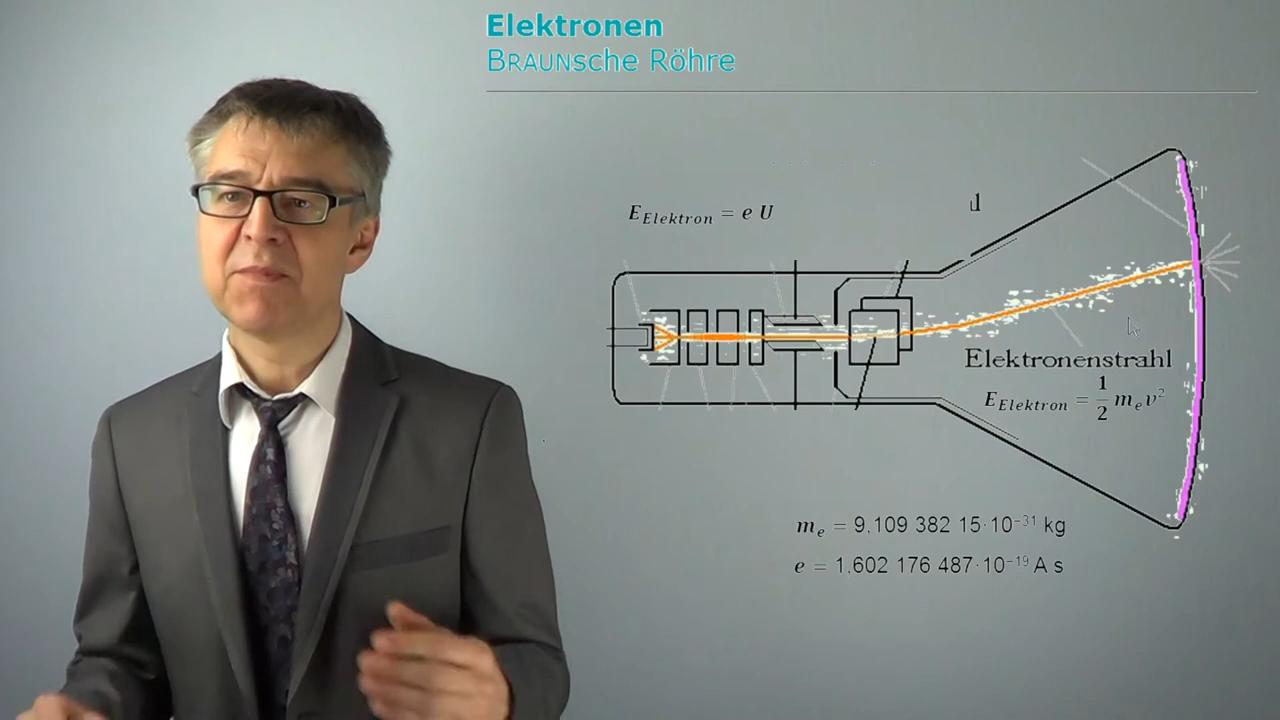 Elektronen
BRAUNsche Röhre
E_Elektron = e U
d
Elektronenstrahl
E_Elektron = 1/2 m_e v²
m_e = 9,109 382 15·10⁻³¹ kg
e = 1,602 176 487·10⁻¹⁹ A s